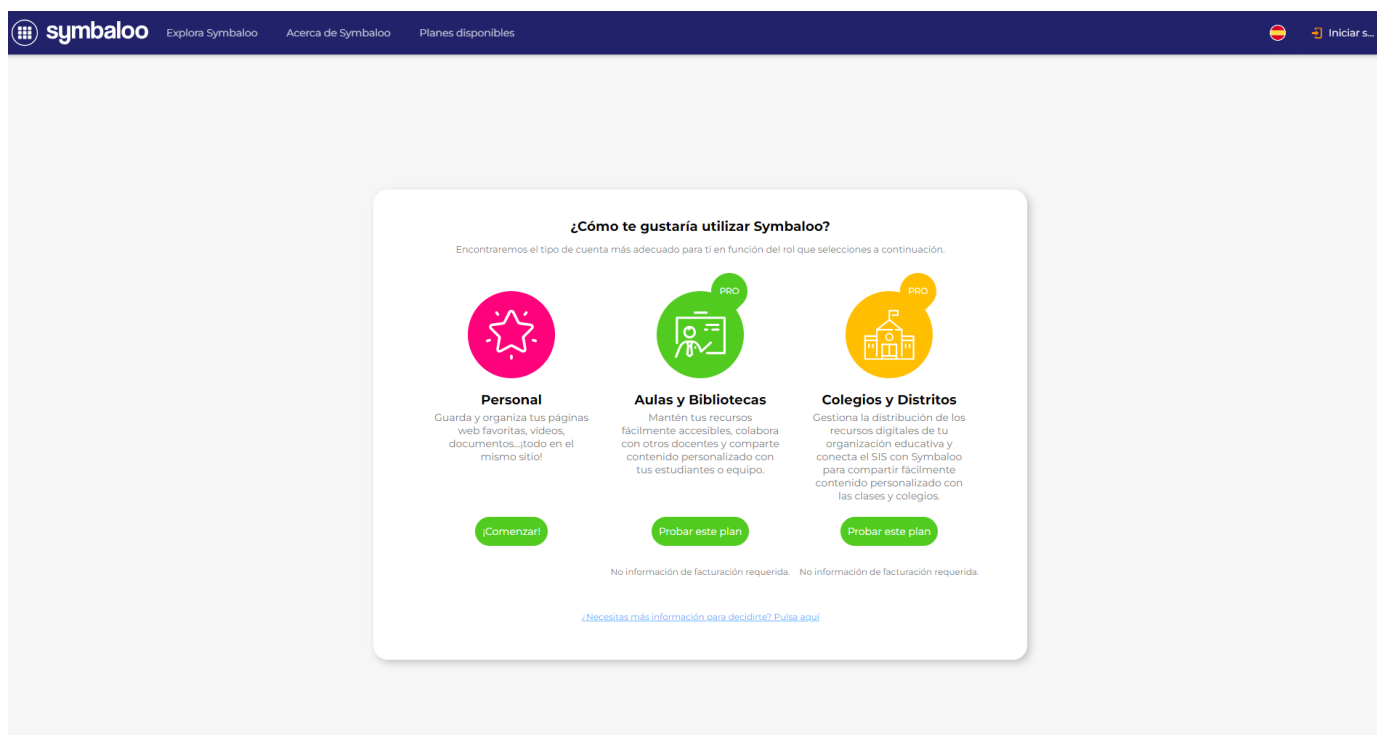 symbaloo Explora Symbaloo Acerca de Symbaloo Planes disponibles Iniciar s...
¿Cómo te gustaría utilizar Symbaloo?
Encontraremos el tipo de cuenta más adecuado para ti en función del rol que selecciones a continuación.
PRO
PRO
Personal
Guarda y organiza tus páginas
web favoritas, vídeos,
documentos...¡todo en el
mismo sitio!
¡Comenzar!
Aulas y Bibliotecas
Mantén tus recursos
fácilmente accesibles, colabora
con otros docentes y comparte
contenido personalizado con
tus estudiantes o equipo.
Probar este plan
No información de facturación requerida.
Colegios y Distritos
Gestiona la distribución de los
recursos digitales de tu
organización educativa y
conecta el SIS con Symbaloo
para compartir fácilmente
contenido personalizado con
las clases y colegios.
Probar este plan
No información de facturación requerida.
¿Necesitas más información para decidirte? Pulsa aquí